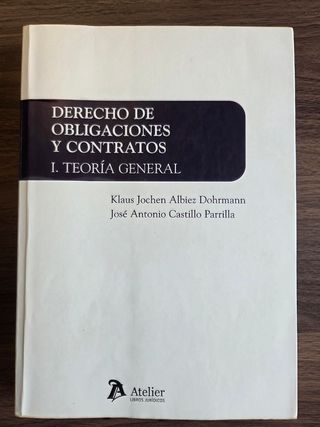 DERECHO DE
OBLIGACIONES
Y CONTRATOS
I. TEORÍA GENERAL
Klaus Jochen Albiez Dohrmann
José Antonio Castillo Parrilla
Atelier
LIBROS JURÍDICOS